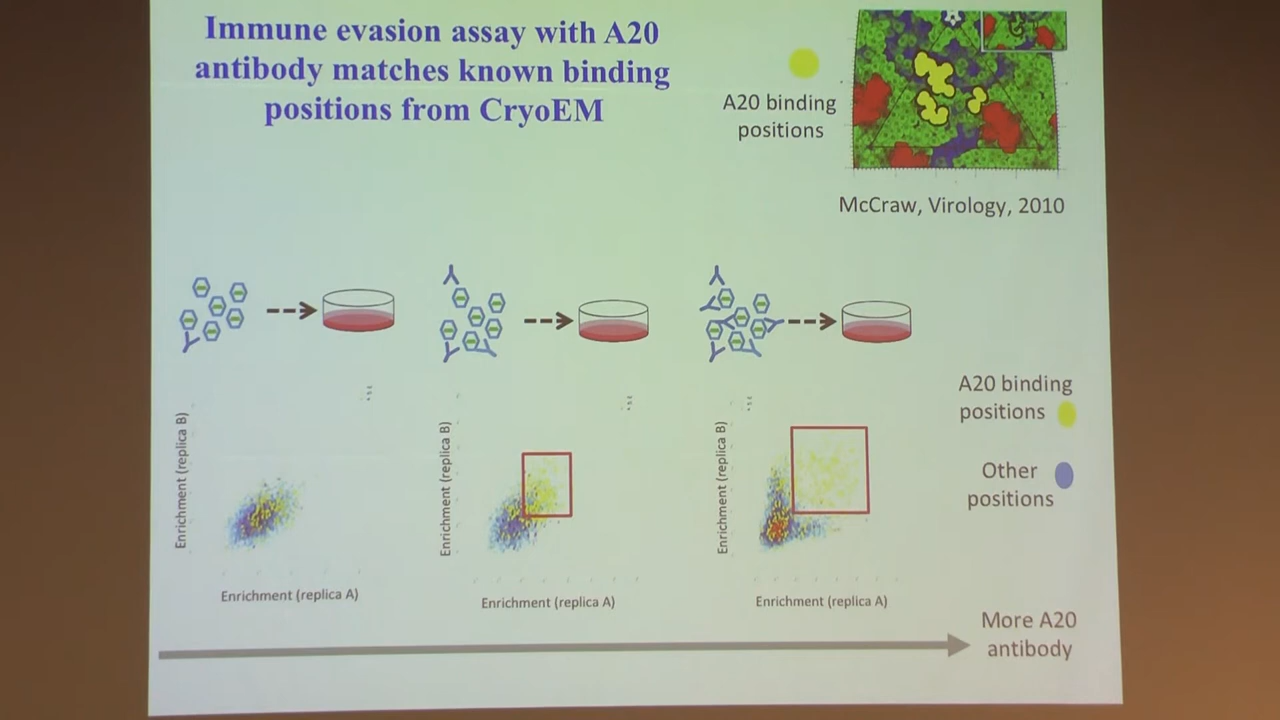 Immune evasion assay with A20
antibody matches known binding
positions from CryoEM
A20 binding
positions
McCraw, Virology, 2010
A20 binding
positions
Other
positions
Enrichment (replica B)
Enrichment (replica A)
Enrichment (replica B)
Enrichment (replica A)
Enrichment (replica B)
Enrichment (replica A)
More A20
antibody